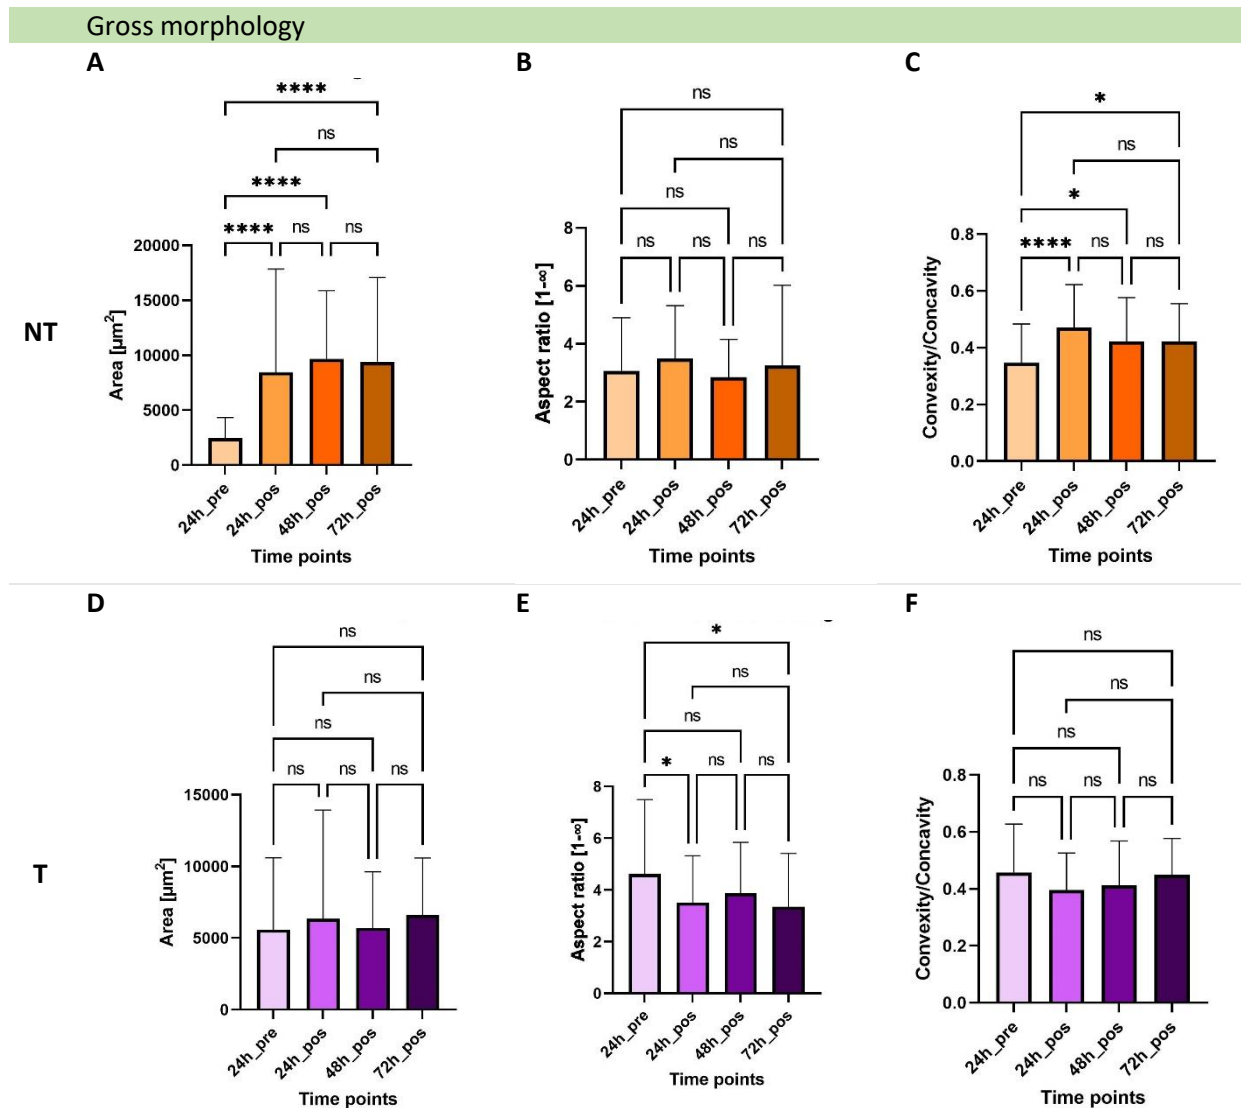 Gross morphology
A
B
C
****
ns
****
**** ns ns
20000
15000
10000
5000
0
Area [µm²]
24h_pre
24h_pos
48h_pos
72h_pos
Time points
ns
ns
ns
ns ns ns
8
6
4
2
0
Aspect ratio [1-∞]
24h_pre
24h_pos
48h_pos
72h_pos
Time points
*
ns
*
**** ns ns
0.8
0.6
0.4
0.2
0.0
Convexity/Concavity
24h_pre
24h_pos
48h_pos
72h_pos
Time points
NT
D
E
F
ns
ns
ns
ns ns ns
15000
10000
5000
0
Area [µm²]
24h_pre
24h_pos
48h_pos
72h_pos
Time points
*
ns
ns
* ns ns
8
6
4
2
0
Aspect ratio [1-∞]
24h_pre
24h_pos
48h_pos
72h_pos
Time points
ns
ns
ns
ns ns ns
0.8
0.6
0.4
0.2
0.0
Convexity/Concavity
24h_pre
24h_pos
48h_pos
72h_pos
Time points
T